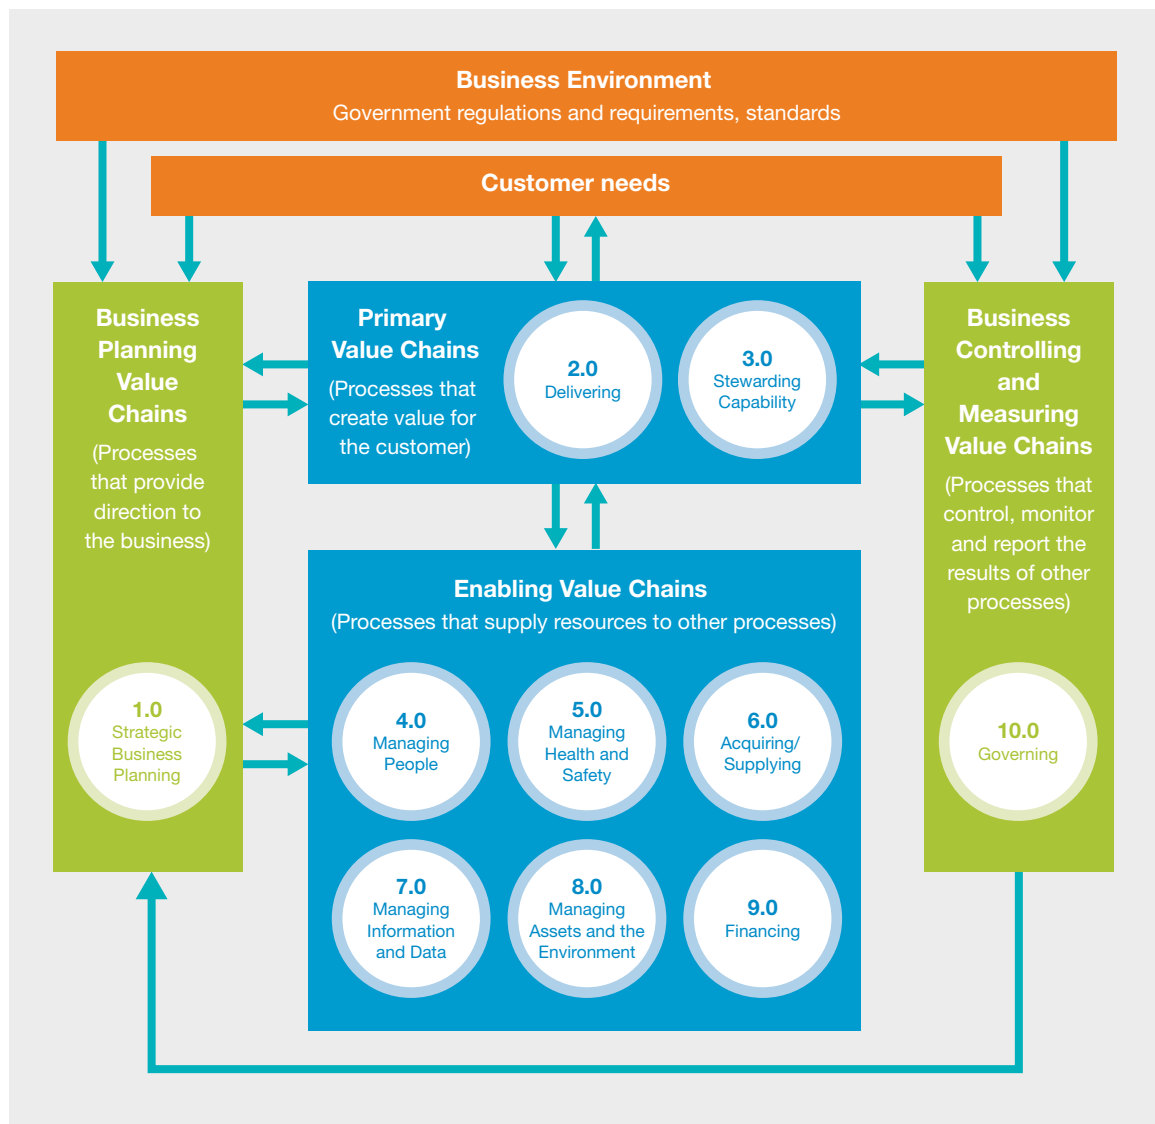 Business Environment
Government regulations and requirements, standards
Customer needs
Business
Planning
Value
Chains
(Processes
that provide
direction to
the business)
1.0
Strategic
Business
Planning
Primary
Value Chains
(Processes that
create value for
the customer)
2.0
Delivering
3.0
Stewarding
Capability
Enabling Value Chains
(Processes that supply resources to other processes)
4.0
Managing
People
5.0
Managing
Health and
Safety
6.0
Acquiring/
Supplying
7.0
Managing
Information
and Data
8.0
Managing
Assets and the
Environment
9.0
Financing
Business
Controlling
and
Measuring
Value Chains
(Processes that
control, monitor
and report the
results of other
processes)
10.0
Governing